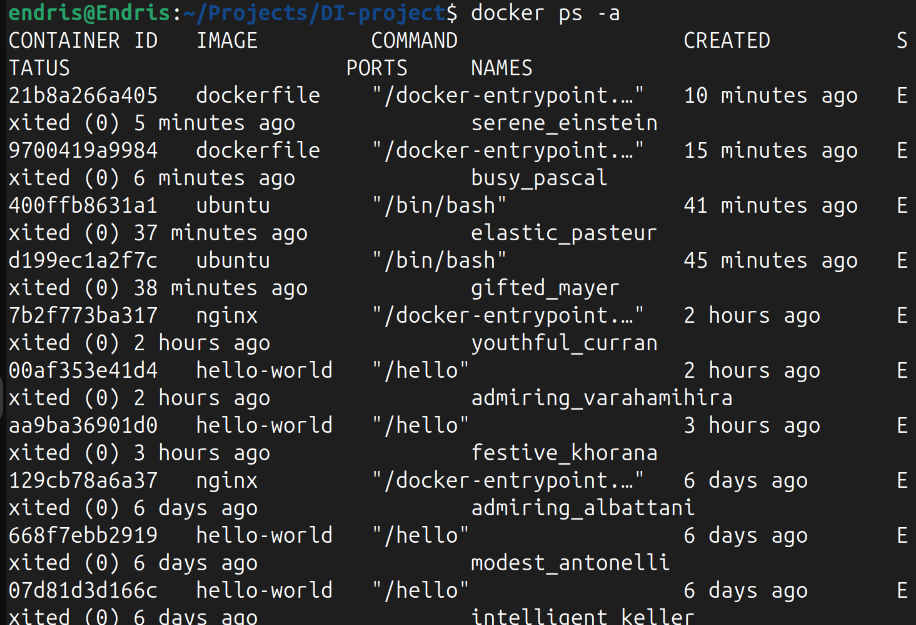 endris@Endris:~/Projects/DI-project$ docker ps -a
CONTAINER ID   IMAGE         COMMAND                  CREATED          S
TATUS                      PORTS     NAMES
21b8a266a405   dockerfile    "/docker-entrypoint.…"   10 minutes ago   E
xited (0) 5 minutes ago              serene_einstein
9700419a9984   dockerfile    "/docker-entrypoint.…"   15 minutes ago   E
xited (0) 6 minutes ago              busy_pascal
400ffb8631a1   ubuntu        "/bin/bash"              41 minutes ago   E
xited (0) 37 minutes ago             elastic_pasteur
d199ec1a2f7c   ubuntu        "/bin/bash"              45 minutes ago   E
xited (0) 38 minutes ago             gifted_mayer
7b2f773ba317   nginx         "/docker-entrypoint.…"   2 hours ago      E
xited (0) 2 hours ago                youthful_curran
00af353e41d4   hello-world   "/hello"                 2 hours ago      E
xited (0) 2 hours ago                admiring_varahamihira
aa9ba36901d0   hello-world   "/hello"                 3 hours ago      E
xited (0) 3 hours ago                festive_khorana
129cb78a6a37   nginx         "/docker-entrypoint.…"   6 days ago       E
xited (0) 6 days ago                 admiring_albattani
668f7ebb2919   hello-world   "/hello"                 6 days ago       E
xited (0) 6 days ago                 modest_antonelli
07d81d3d166c   hello-world   "/hello"                 6 days ago       E
xited (0) 6 days ago                 intelligent_keller